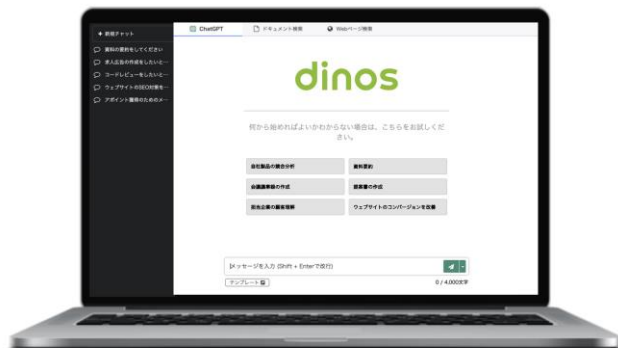 + 新規チャット
資料の要約をしてください
求人広告の作成をしたいと…
コードレビューをしたいと…
ウェブサイトのSEO対策を…
アポイント獲得のためのメ…
ChatGPT
ドキュメント検索
Webページ検索
dinos
何から始めればよいかわからない場合は、こちらをお試しくだ
さい。
自社製品の競合分析
資料要約
会議議事録の作成
提案書の作成
担当企業の顧客理解
ウェブサイトのコンバージョンを改善
メッセージを入力 (Shift + Enterで改行)
テンプレート
0 / 4,000文字